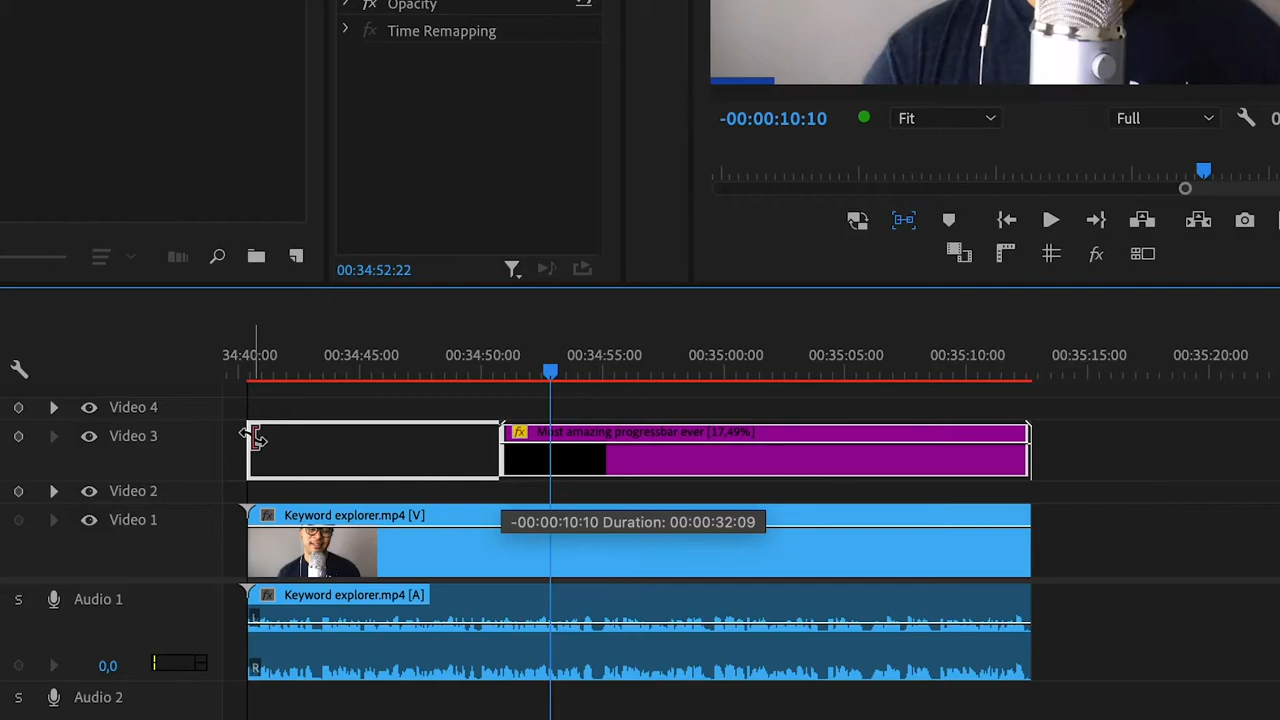 Opacity
Time Remapping
00:34:52:22
-00:00:10:10
Fit
Full
34:40:00 00:34:45:00 00:34:50:00 00:34:55:00 00:35:00:00 00:35:05:00 00:35:10:00 00:35:15:00 00:35:20:00
Video 4
Video 3
fx Most amazing progressbar ever [17,49%]
Video 2
Video 1
fx Keyword explorer.mp4 [V]
-00:00:10:10 Duration: 00:00:32:09
S Audio 1
fx Keyword explorer.mp4 [A]
L
0,0
R
S Audio 2